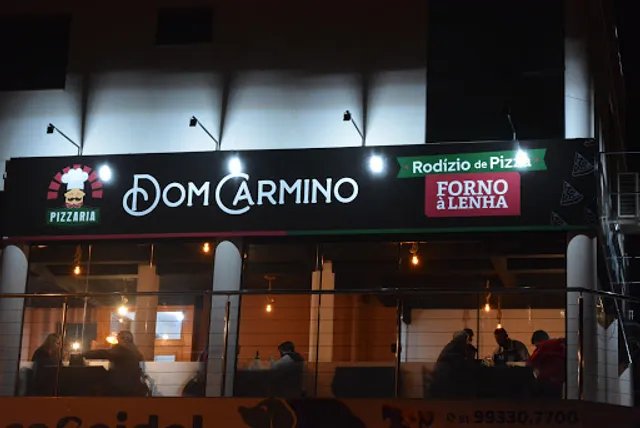 PIZZARIA
DOM CARMINO
Rodízio de Pizza
FORNO
à LENHA
99330.7700